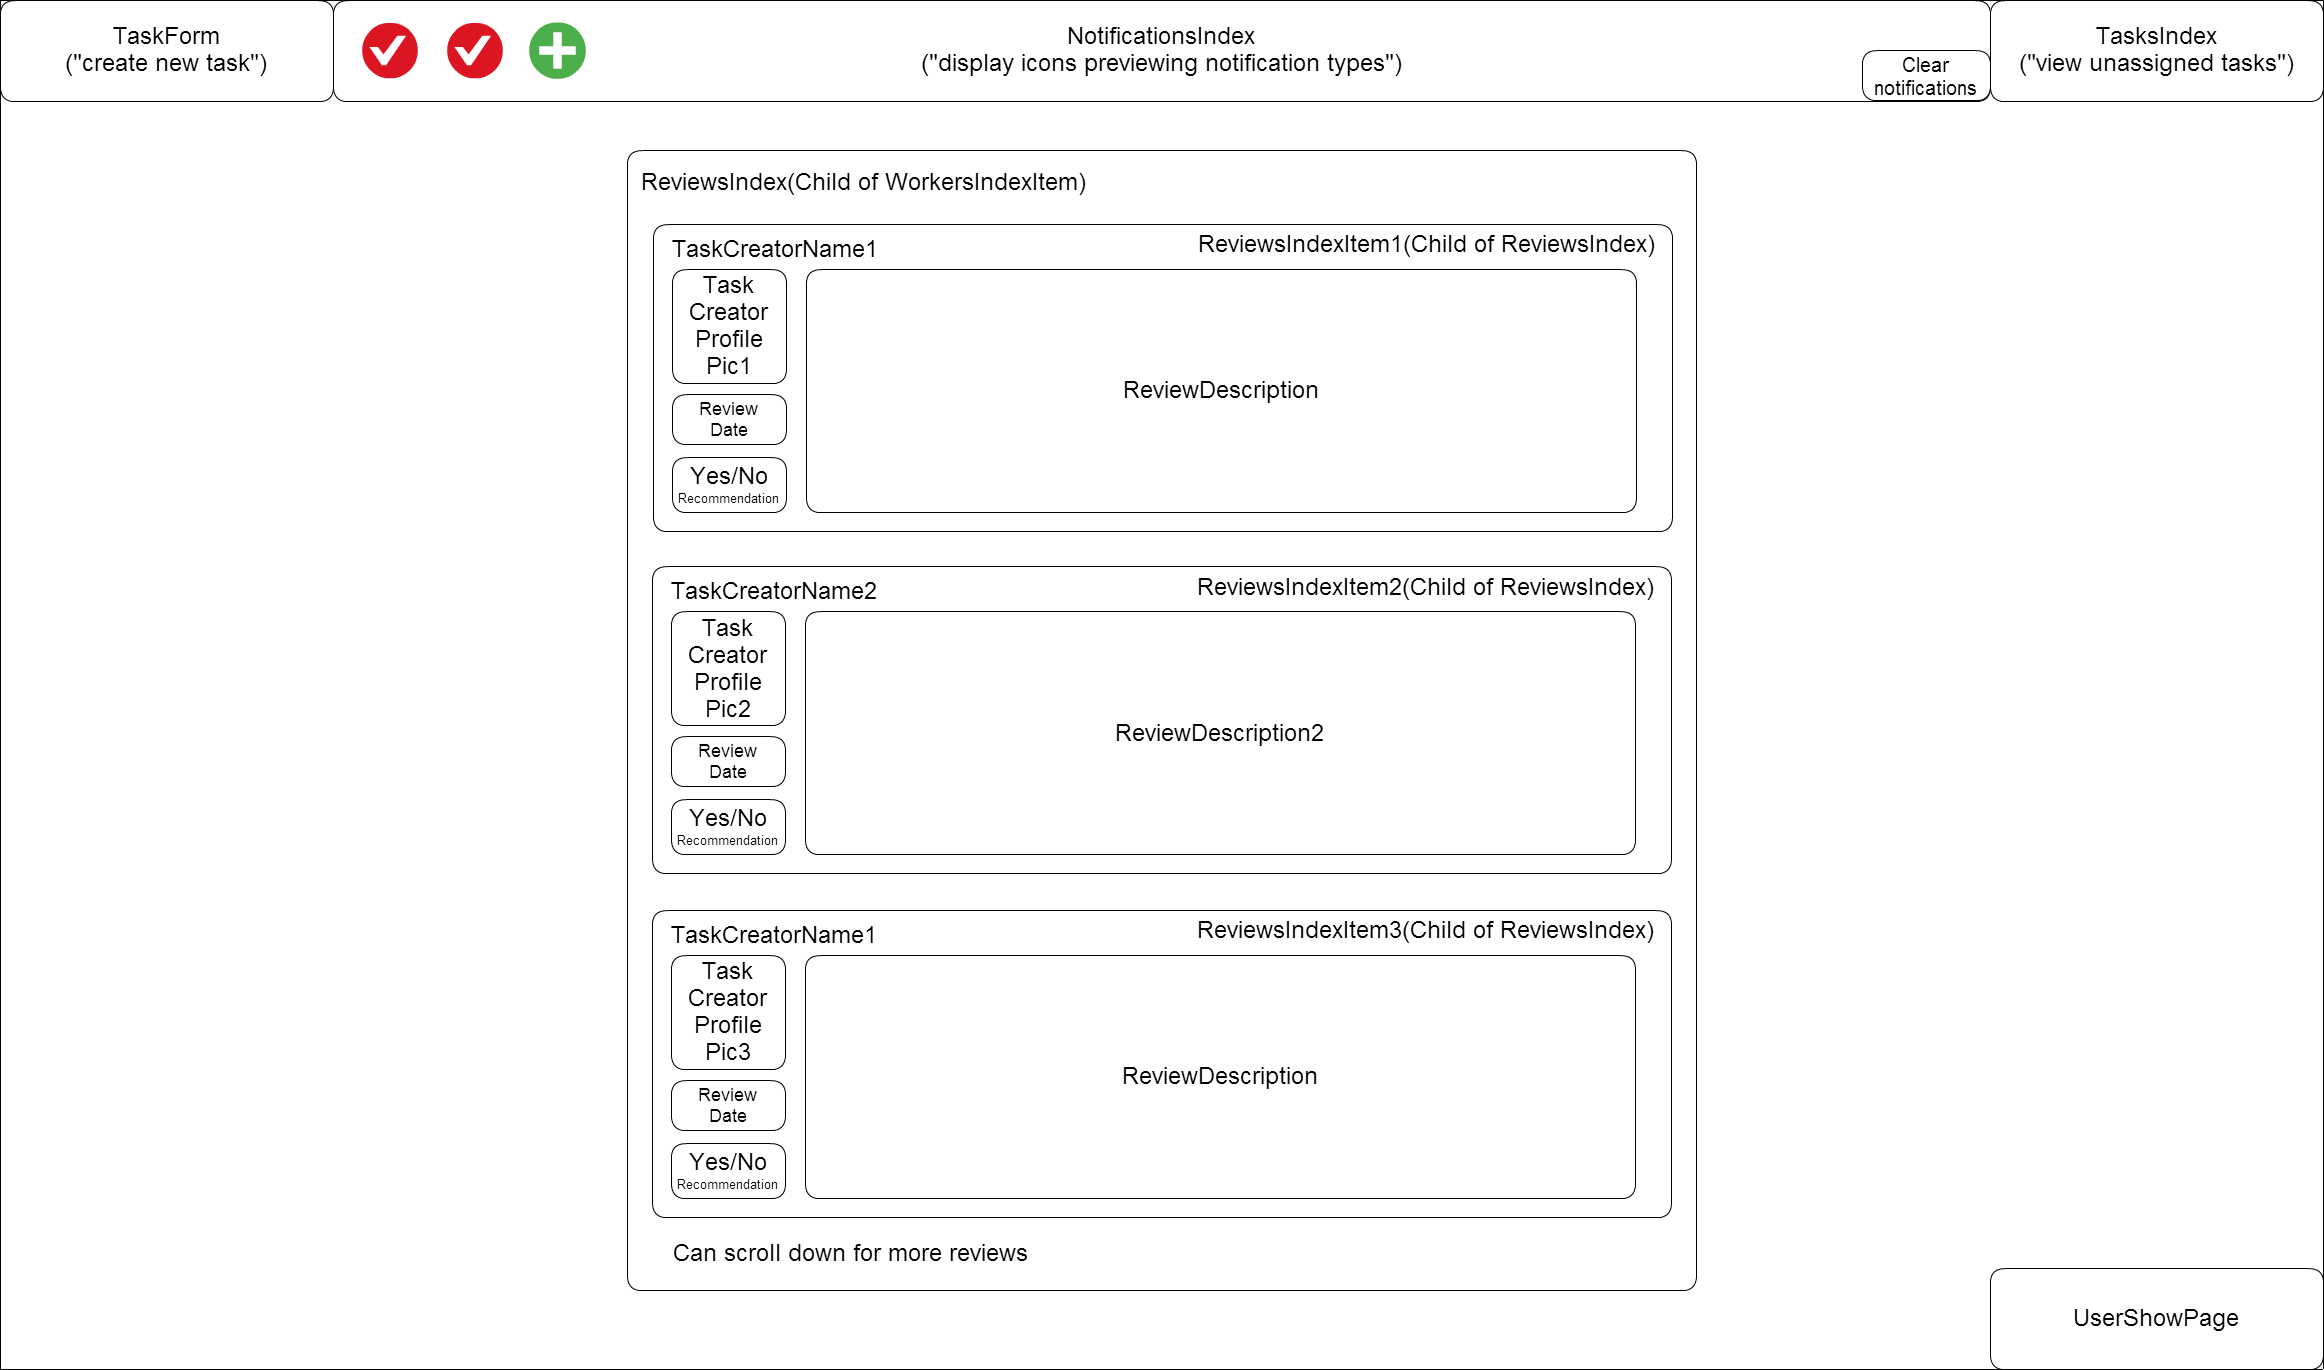 TaskForm
("create new task")
NotificationsIndex
("display icons previewing notification types")
Clear
notifications
TasksIndex
("view unassigned tasks")
ReviewsIndex(Child of WorkersIndexItem)
TaskCreatorName1
ReviewsIndexItem1(Child of ReviewsIndex)
Task
Creator
Profile
Pic1
Review
Date
Yes/No
Recommendation
ReviewDescription
TaskCreatorName2
ReviewsIndexItem2(Child of ReviewsIndex)
Task
Creator
Profile
Pic2
Review
Date
Yes/No
Recommendation
ReviewDescription2
TaskCreatorName1
ReviewsIndexItem3(Child of ReviewsIndex)
Task
Creator
Profile
Pic3
Review
Date
Yes/No
Recommendation
ReviewDescription
Can scroll down for more reviews
UserShowPage